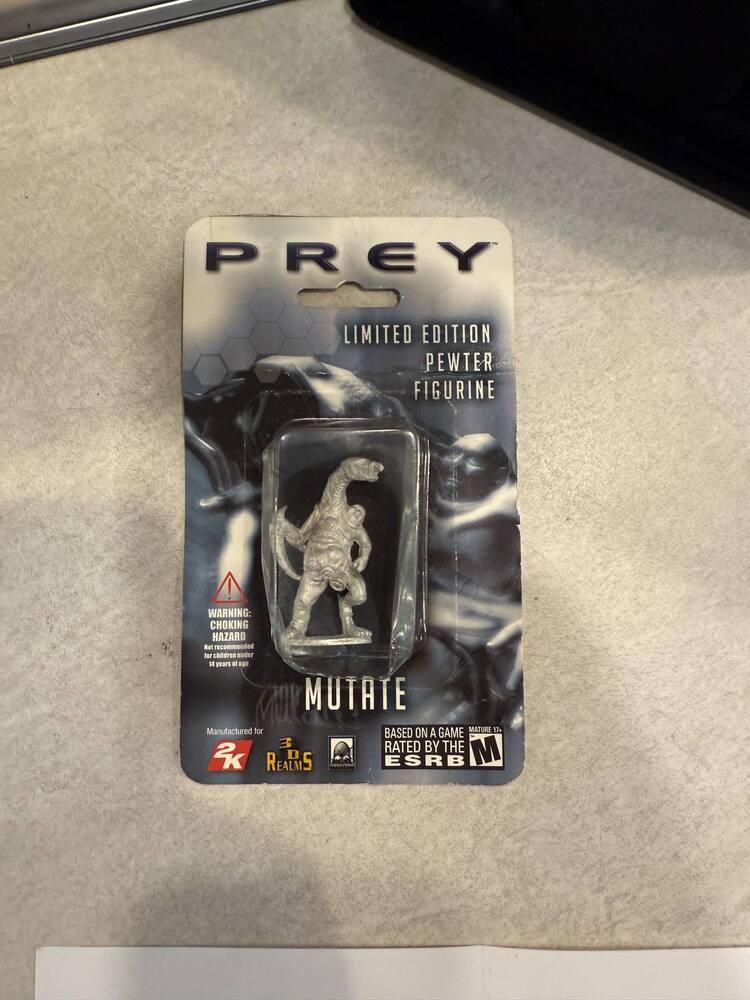 PREY™
LIMITED EDITION
PEWTER
FIGURINE
WARNING:
CHOKING
HAZARD
Not recommended
for children under
14 years of age
MUTATE
Manufactured for
2K
3D
REALMS
BASED ON A GAME
RATED BY THE
ESRB
MATURE 17+
M